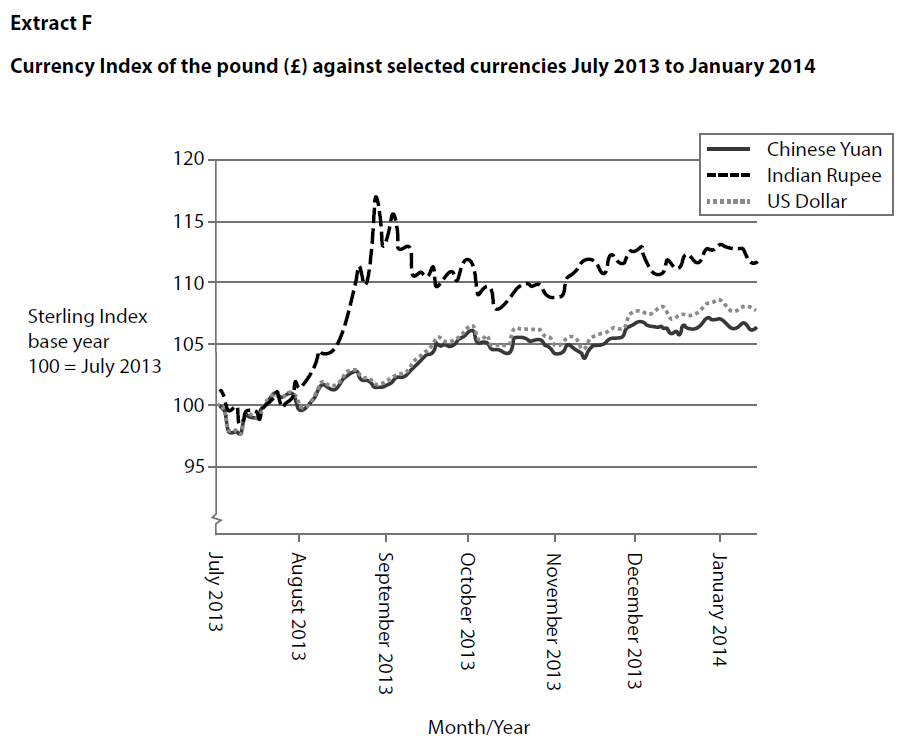 Extract F
Currency Index of the pound (£) against selected currencies July 2013 to January 2014
Chinese Yuan
Indian Rupee
US Dollar
120
115
110
105
100
95
Sterling Index
base year
100 = July 2013
July 2013
August 2013
September 2013
October 2013
November 2013
December 2013
January 2014
Month/Year